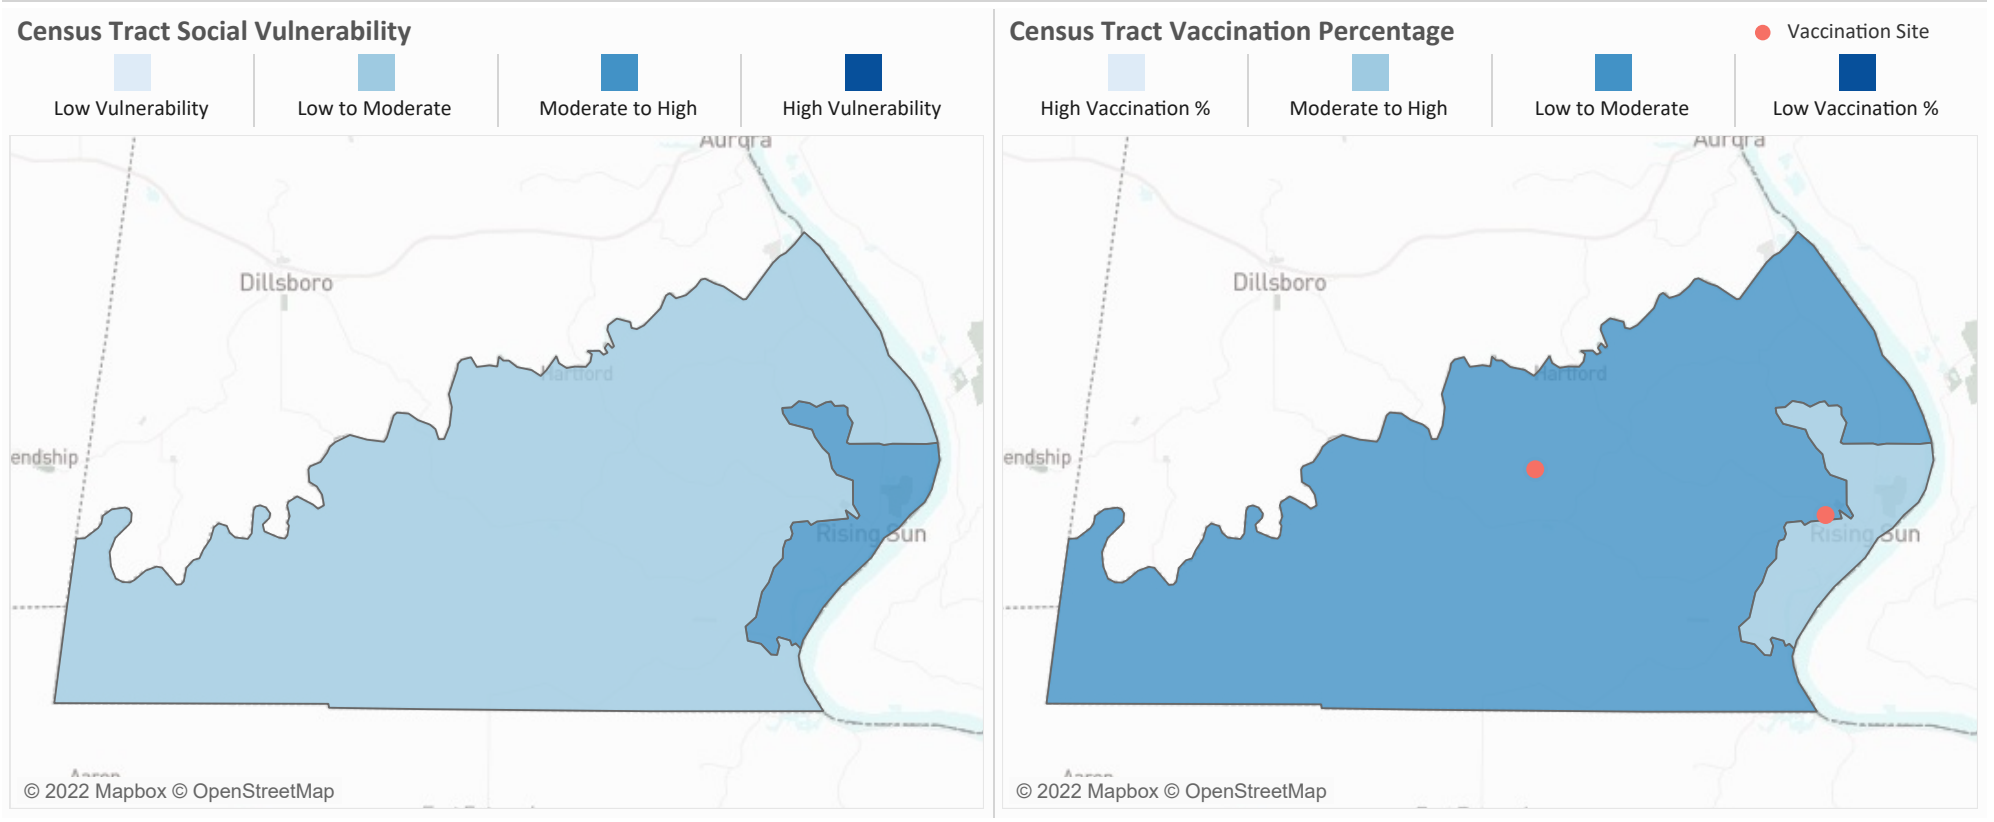 Census Tract Social Vulnerability
Low Vulnerability
Low to Moderate
Moderate to High
High Vulnerability
Aurora
Dillsboro
Hartford
endship
Rising Sun
Aaron
© 2022 Mapbox © OpenStreetMap
Census Tract Vaccination Percentage
Vaccination Site
High Vaccination %
Moderate to High
Low to Moderate
Low Vaccination %
Aurora
Dillsboro
Hartford
endship
Rising Sun
Aaron
© 2022 Mapbox © OpenStreetMap